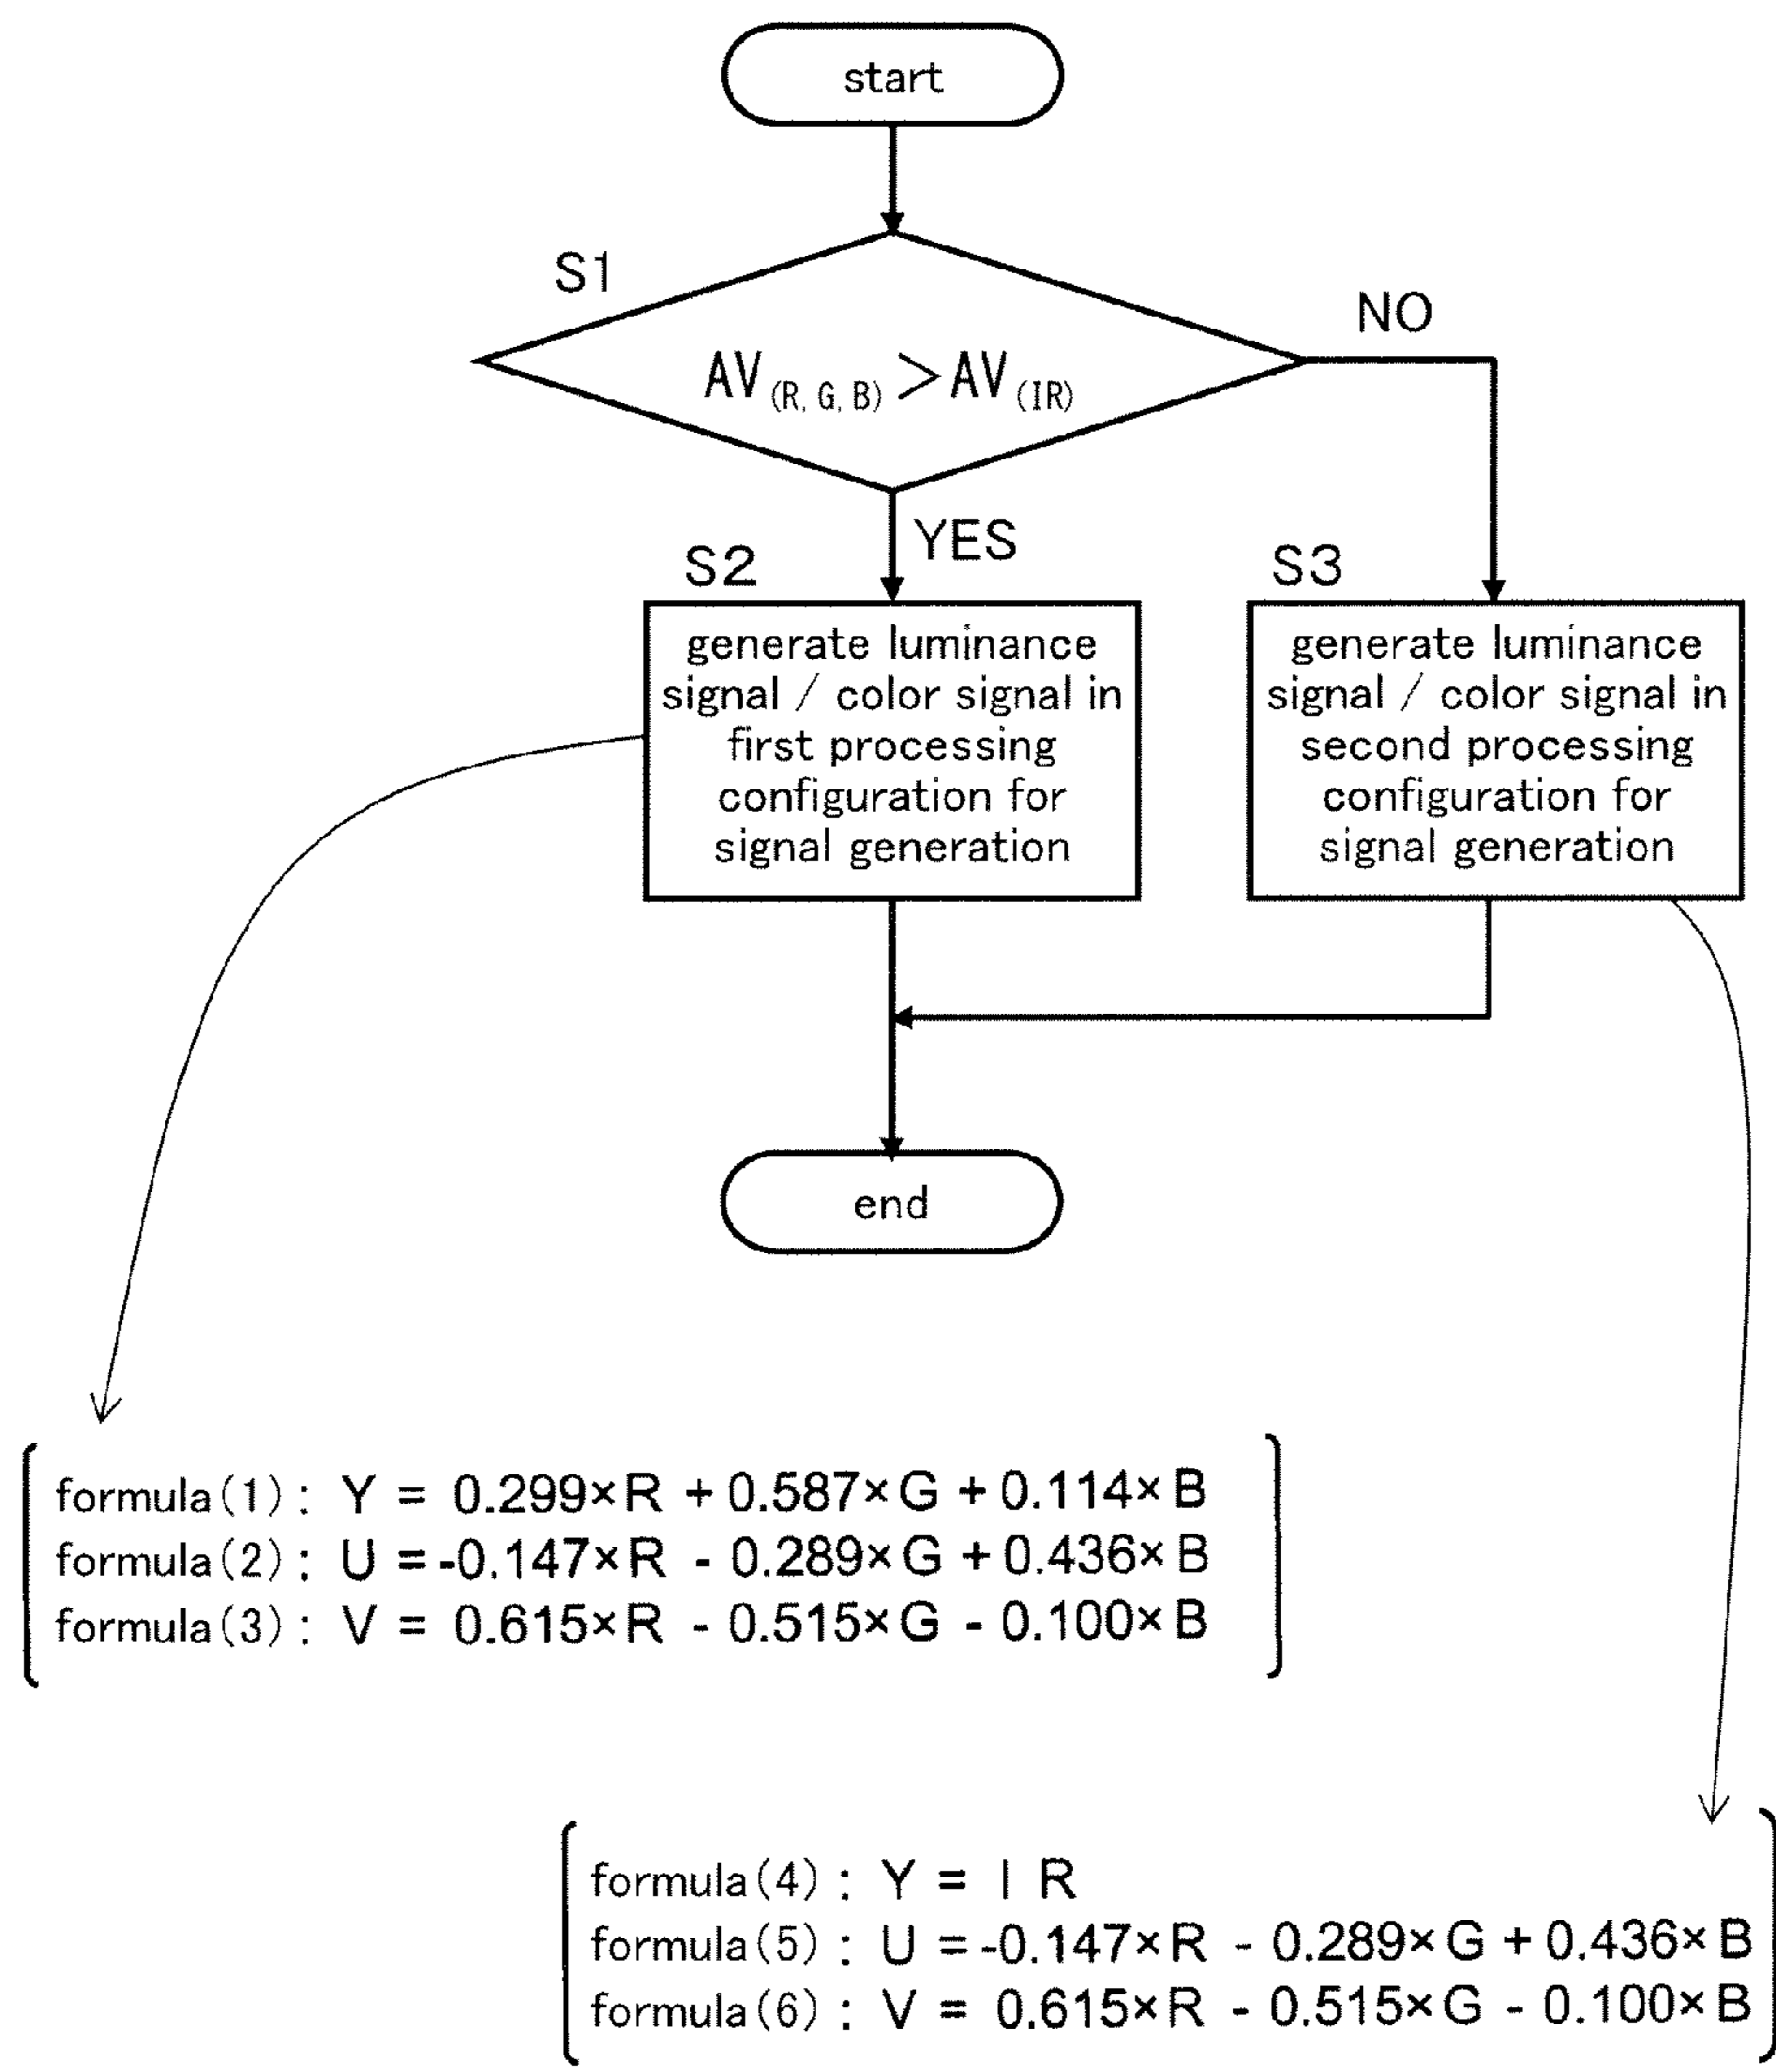 start
S1
NO
AV(R, G, B) > AV(IR)
YES
S2
S3
generate luminance
signal / color signal in
first processing
configuration for
signal generation
generate luminance
signal / color signal in
second processing
configuration for
signal generation
end
formula(1): Y = 0.299×R + 0.587×G + 0.114×B
formula(2): U =-0.147×R - 0.289×G + 0.436×B
formula(3): V = 0.615×R - 0.515×G - 0.100×B
formula(4): Y = I R
formula(5): U =-0.147×R - 0.289×G + 0.436×B
formula(6): V = 0.615×R - 0.515×G - 0.100×B